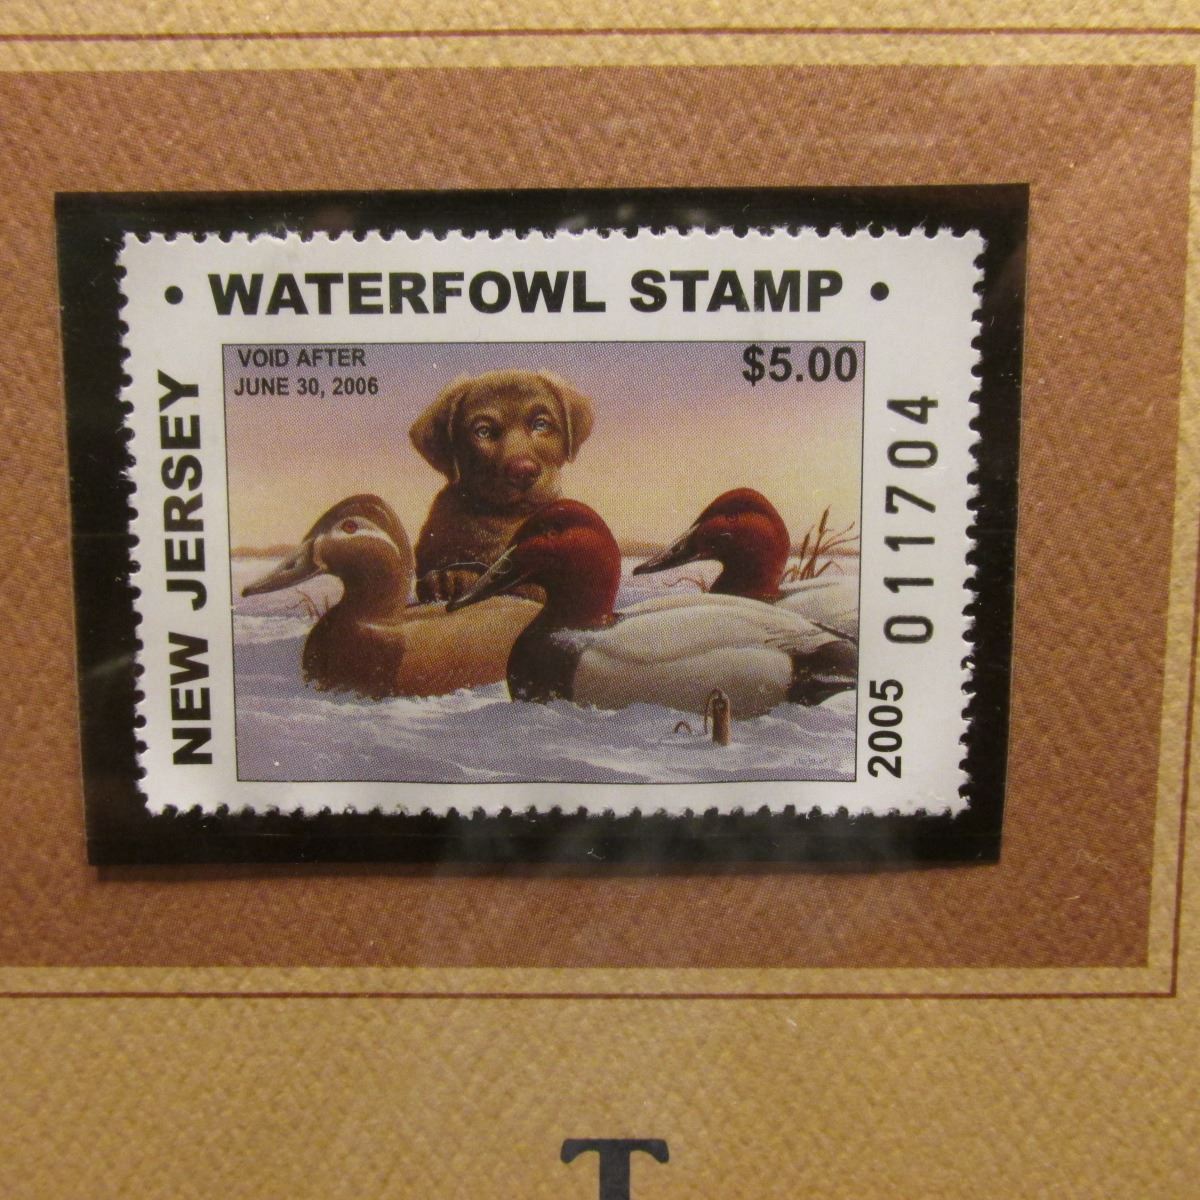 • WATERFOWL STAMP •
VOID AFTER
JUNE 30, 2006
$5.00
NEW JERSEY
2005 011704
T